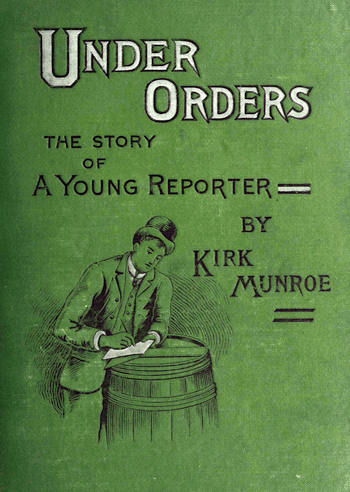 UNDER
ORDERS
THE STORY
OF
A YOUNG REPORTER
BY
KIRK
MUNROE